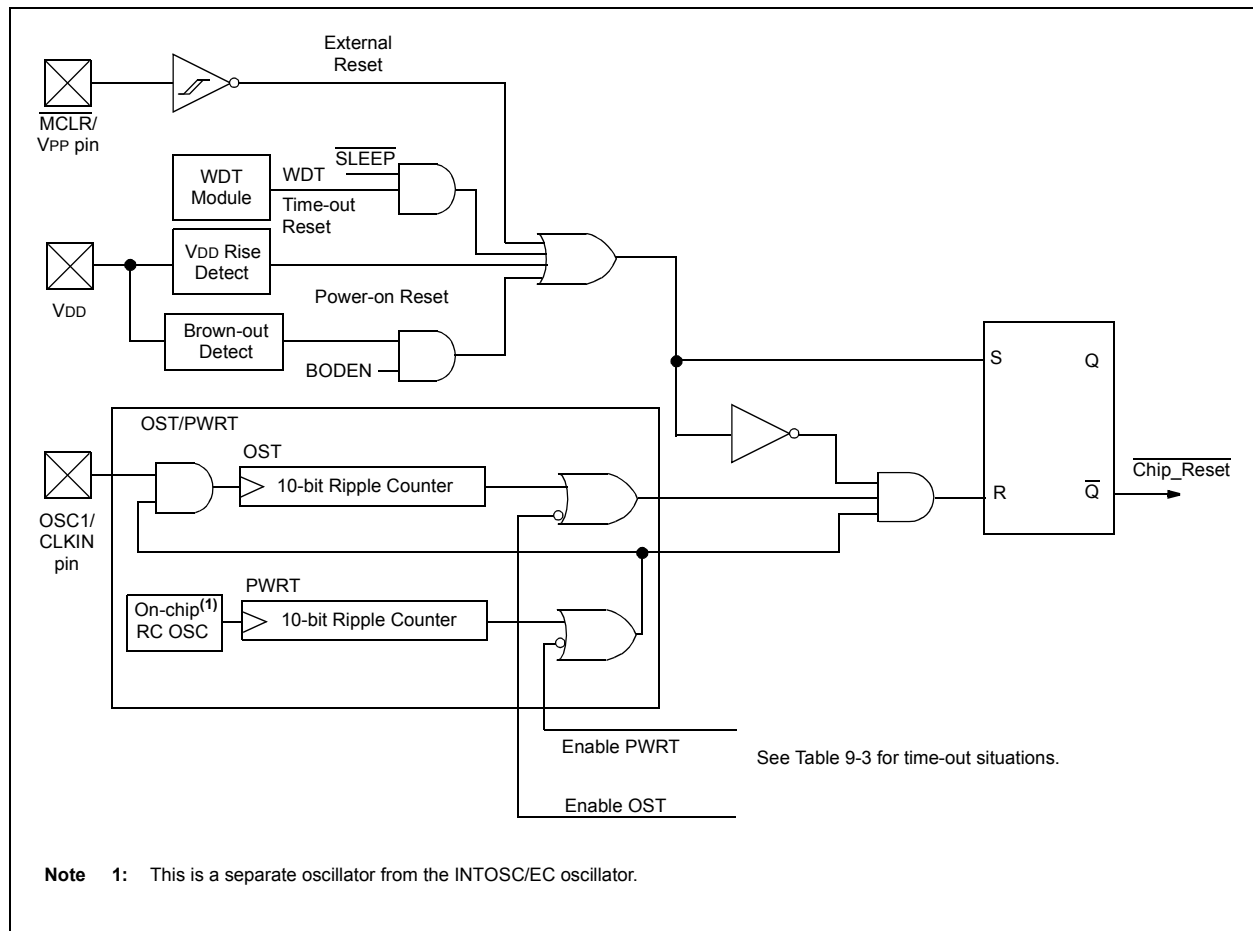 External
Reset
MCLR/
VPP pin
SLEEP
WDT
Module
WDT
Time-out
Reset
VDD
VDD Rise
Detect
Power-on Reset
Brown-out
Detect
BODEN
S
Q
R
Q
Chip_Reset
OST/PWRT
OST
10-bit Ripple Counter
OSC1/
CLKIN
pin
PWRT
On-chip(1)
RC OSC
10-bit Ripple Counter
Enable PWRT
See Table 9-3 for time-out situations.
Enable OST
Note 1: This is a separate oscillator from the INTOSC/EC oscillator.